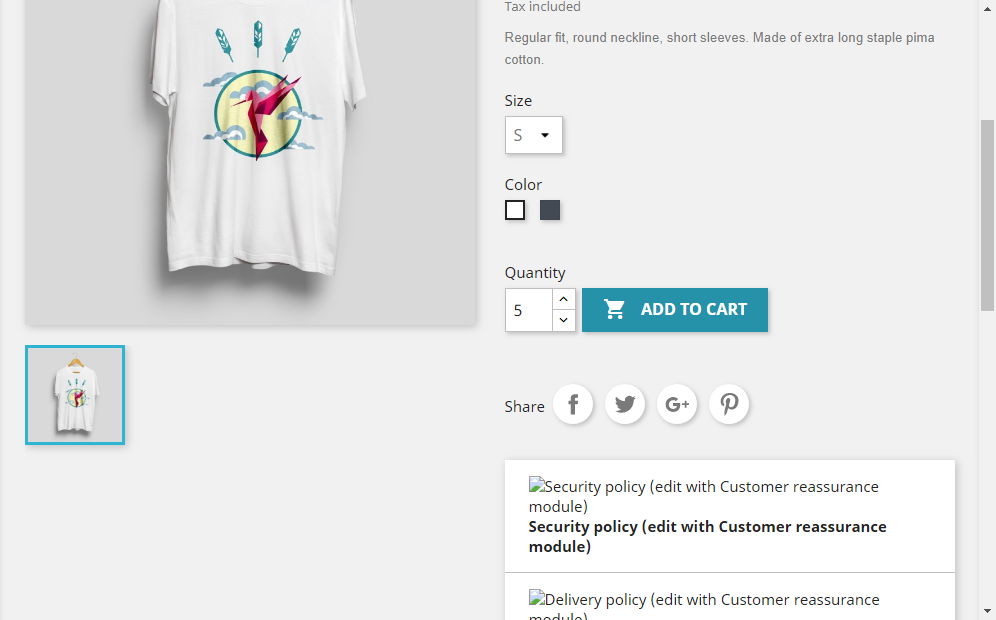 Tax included
Regular fit, round neckline, short sleeves. Made of extra long staple pima
cotton.
Size
S
Color
Quantity
5
ADD TO CART
Share
f
G+
Security policy (edit with Customer reassurance
module)
Security policy (edit with Customer reassurance
module)
Delivery policy (edit with Customer reassurance
module)